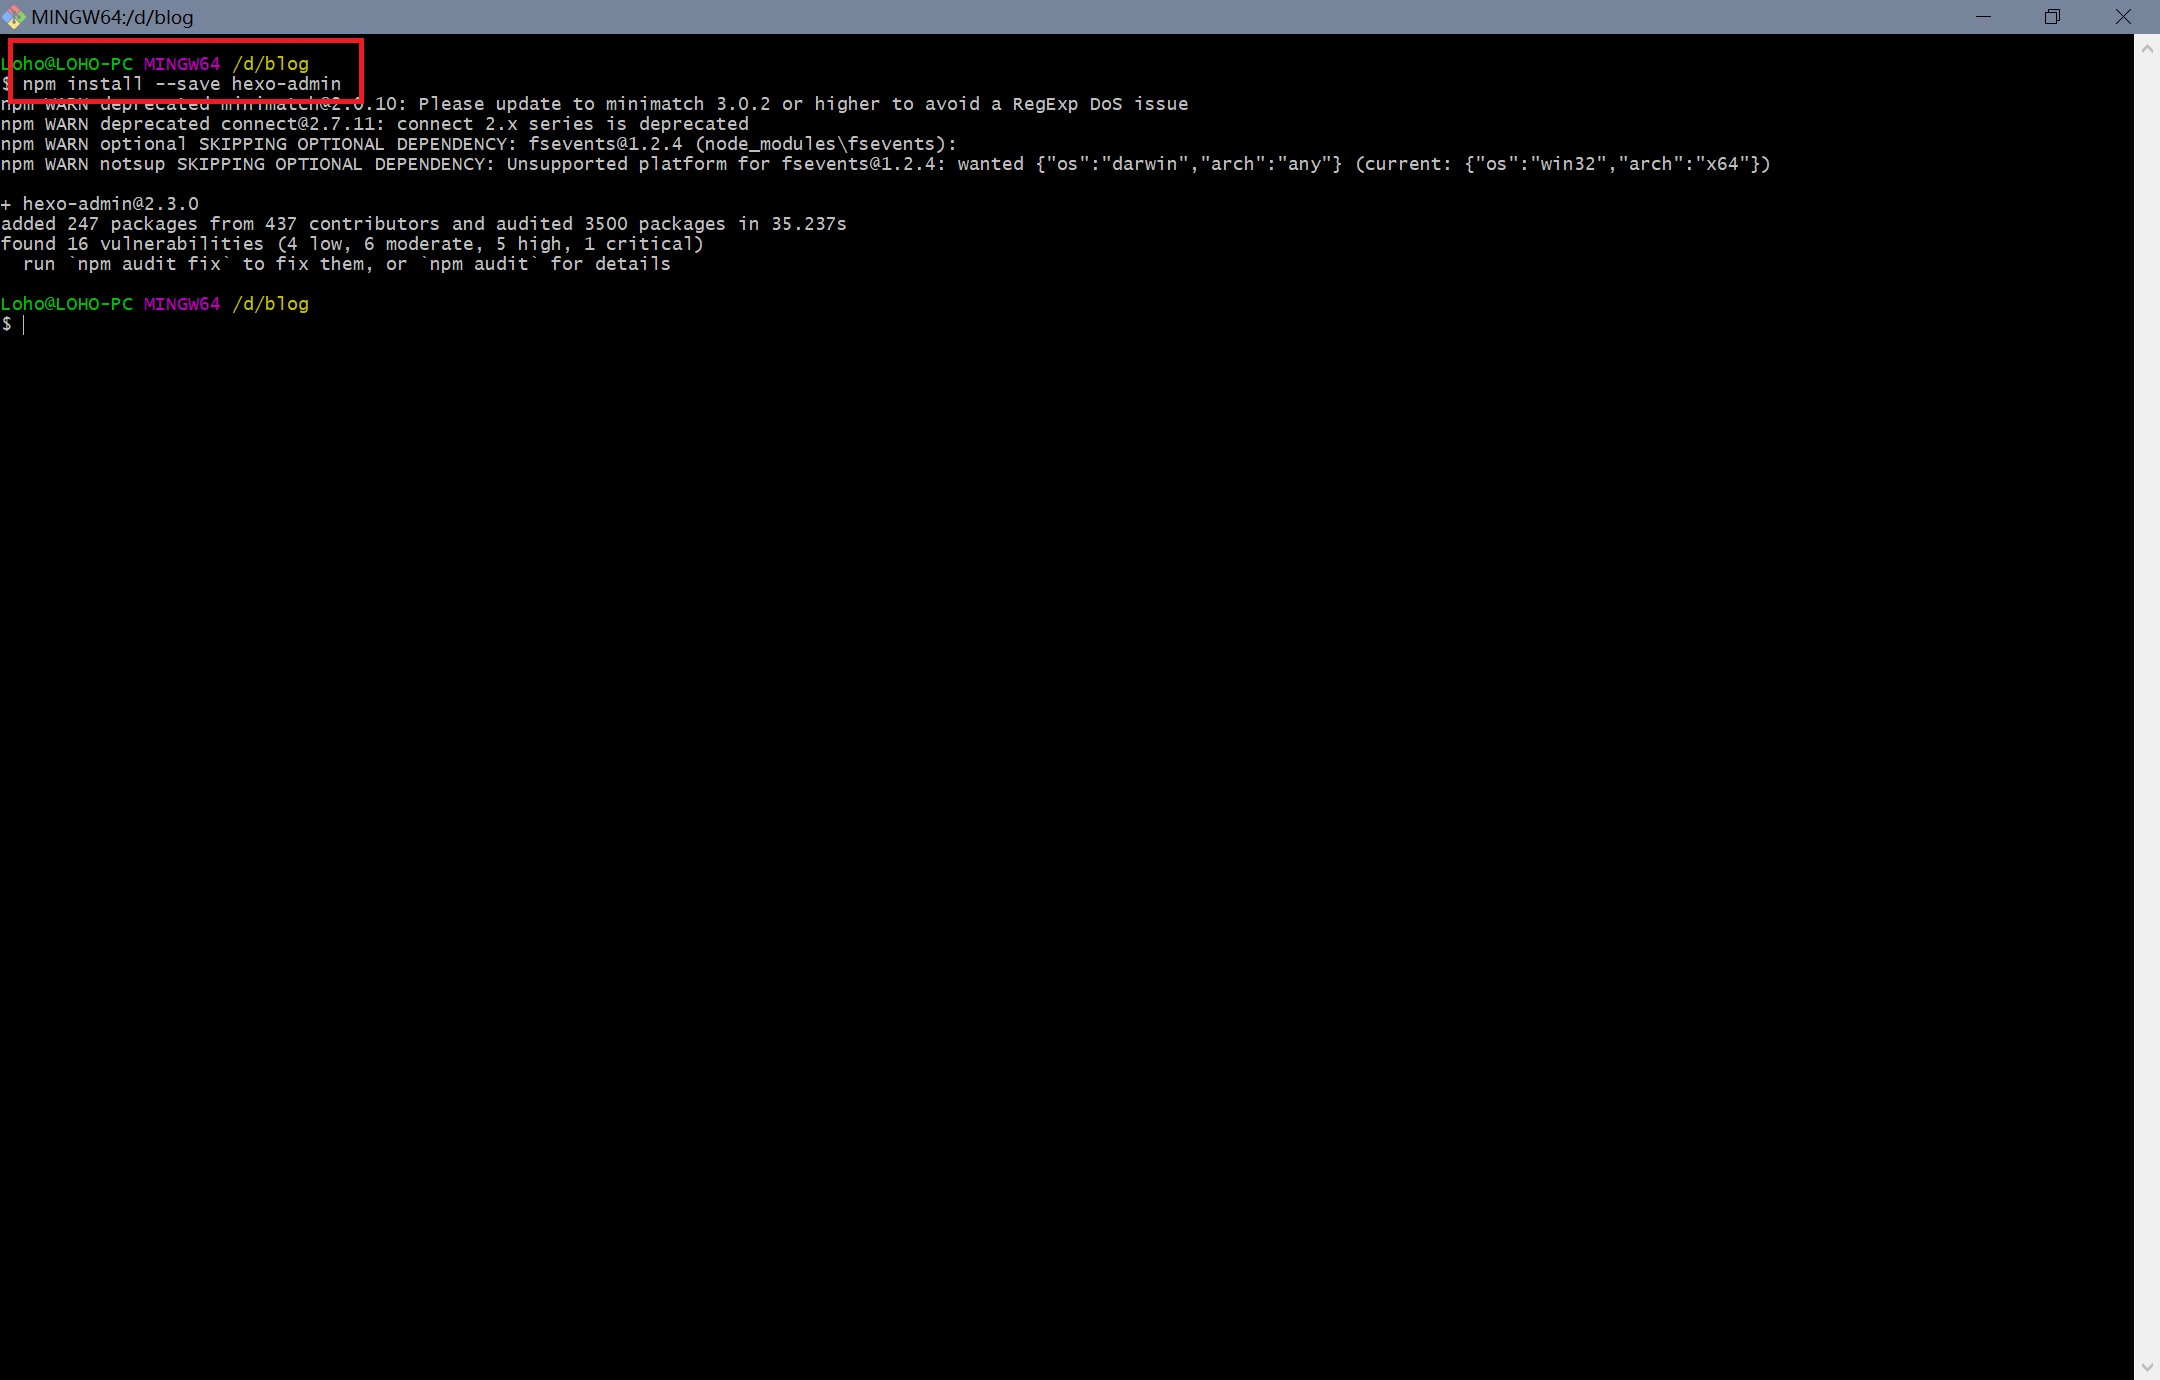 MINGW64:/d/blog
Loho@LOHO-PC MINGW64 /d/blog
$ npm install --save hexo-admin
npm WARN deprecated minimatch@2.0.10: Please update to minimatch 3.0.2 or higher to avoid a RegExp DoS issue
npm WARN deprecated connect@2.7.11: connect 2.x series is deprecated
npm WARN optional SKIPPING OPTIONAL DEPENDENCY: fsevents@1.2.4 (node_modules\fsevents):
npm WARN notsup SKIPPING OPTIONAL DEPENDENCY: Unsupported platform for fsevents@1.2.4: wanted {"os":"darwin","arch":"any"} (current: {"os":"win32","arch":"x64"})
+ hexo-admin@2.3.0
added 247 packages from 437 contributors and audited 3500 packages in 35.237s
found 16 vulnerabilities (4 low, 6 moderate, 5 high, 1 critical)
  run `npm audit fix` to fix them, or `npm audit` for details
Loho@LOHO-PC MINGW64 /d/blog
$